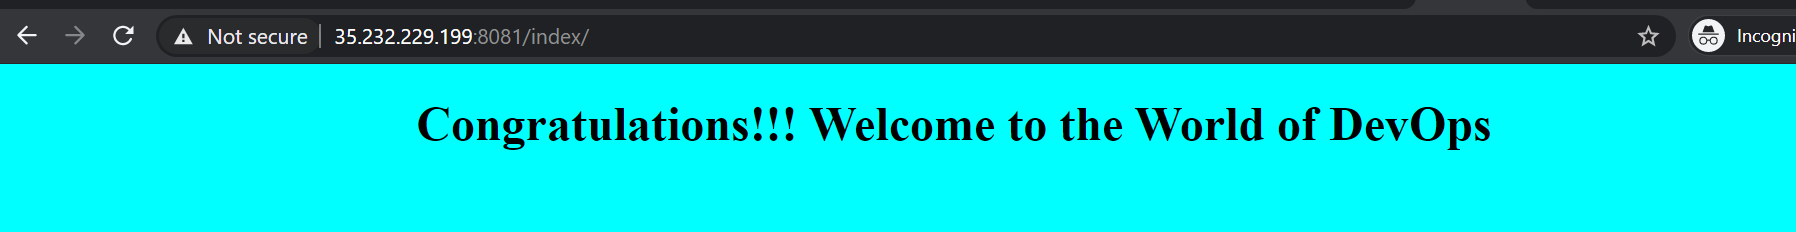 Not secure
35.232.229.199:8081/index/
Incogni
Congratulations!!! Welcome to the World of DevOps